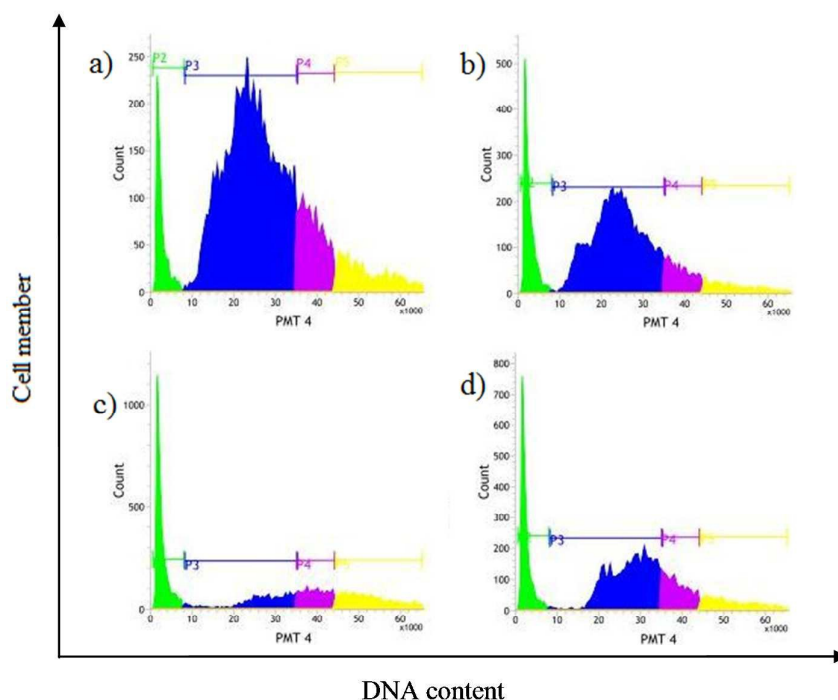 a)
P2
P3
P4
P5
250
200
150
100
50
0
Count
0 10 20 30 40 50 60
x1000
PMT 4
b)
P3
P4
500
400
300
200
100
0
Count
0 10 20 30 40 50 60
x1000
PMT 4
Cell member
c)
P3
P4
1000
500
0
Count
0 10 20 30 40 50 60
x1000
PMT 4
d)
P3
P4
800
700
600
500
400
300
200
100
0
Count
0 10 20 30 40 50 60
x1000
PMT 4
DNA content